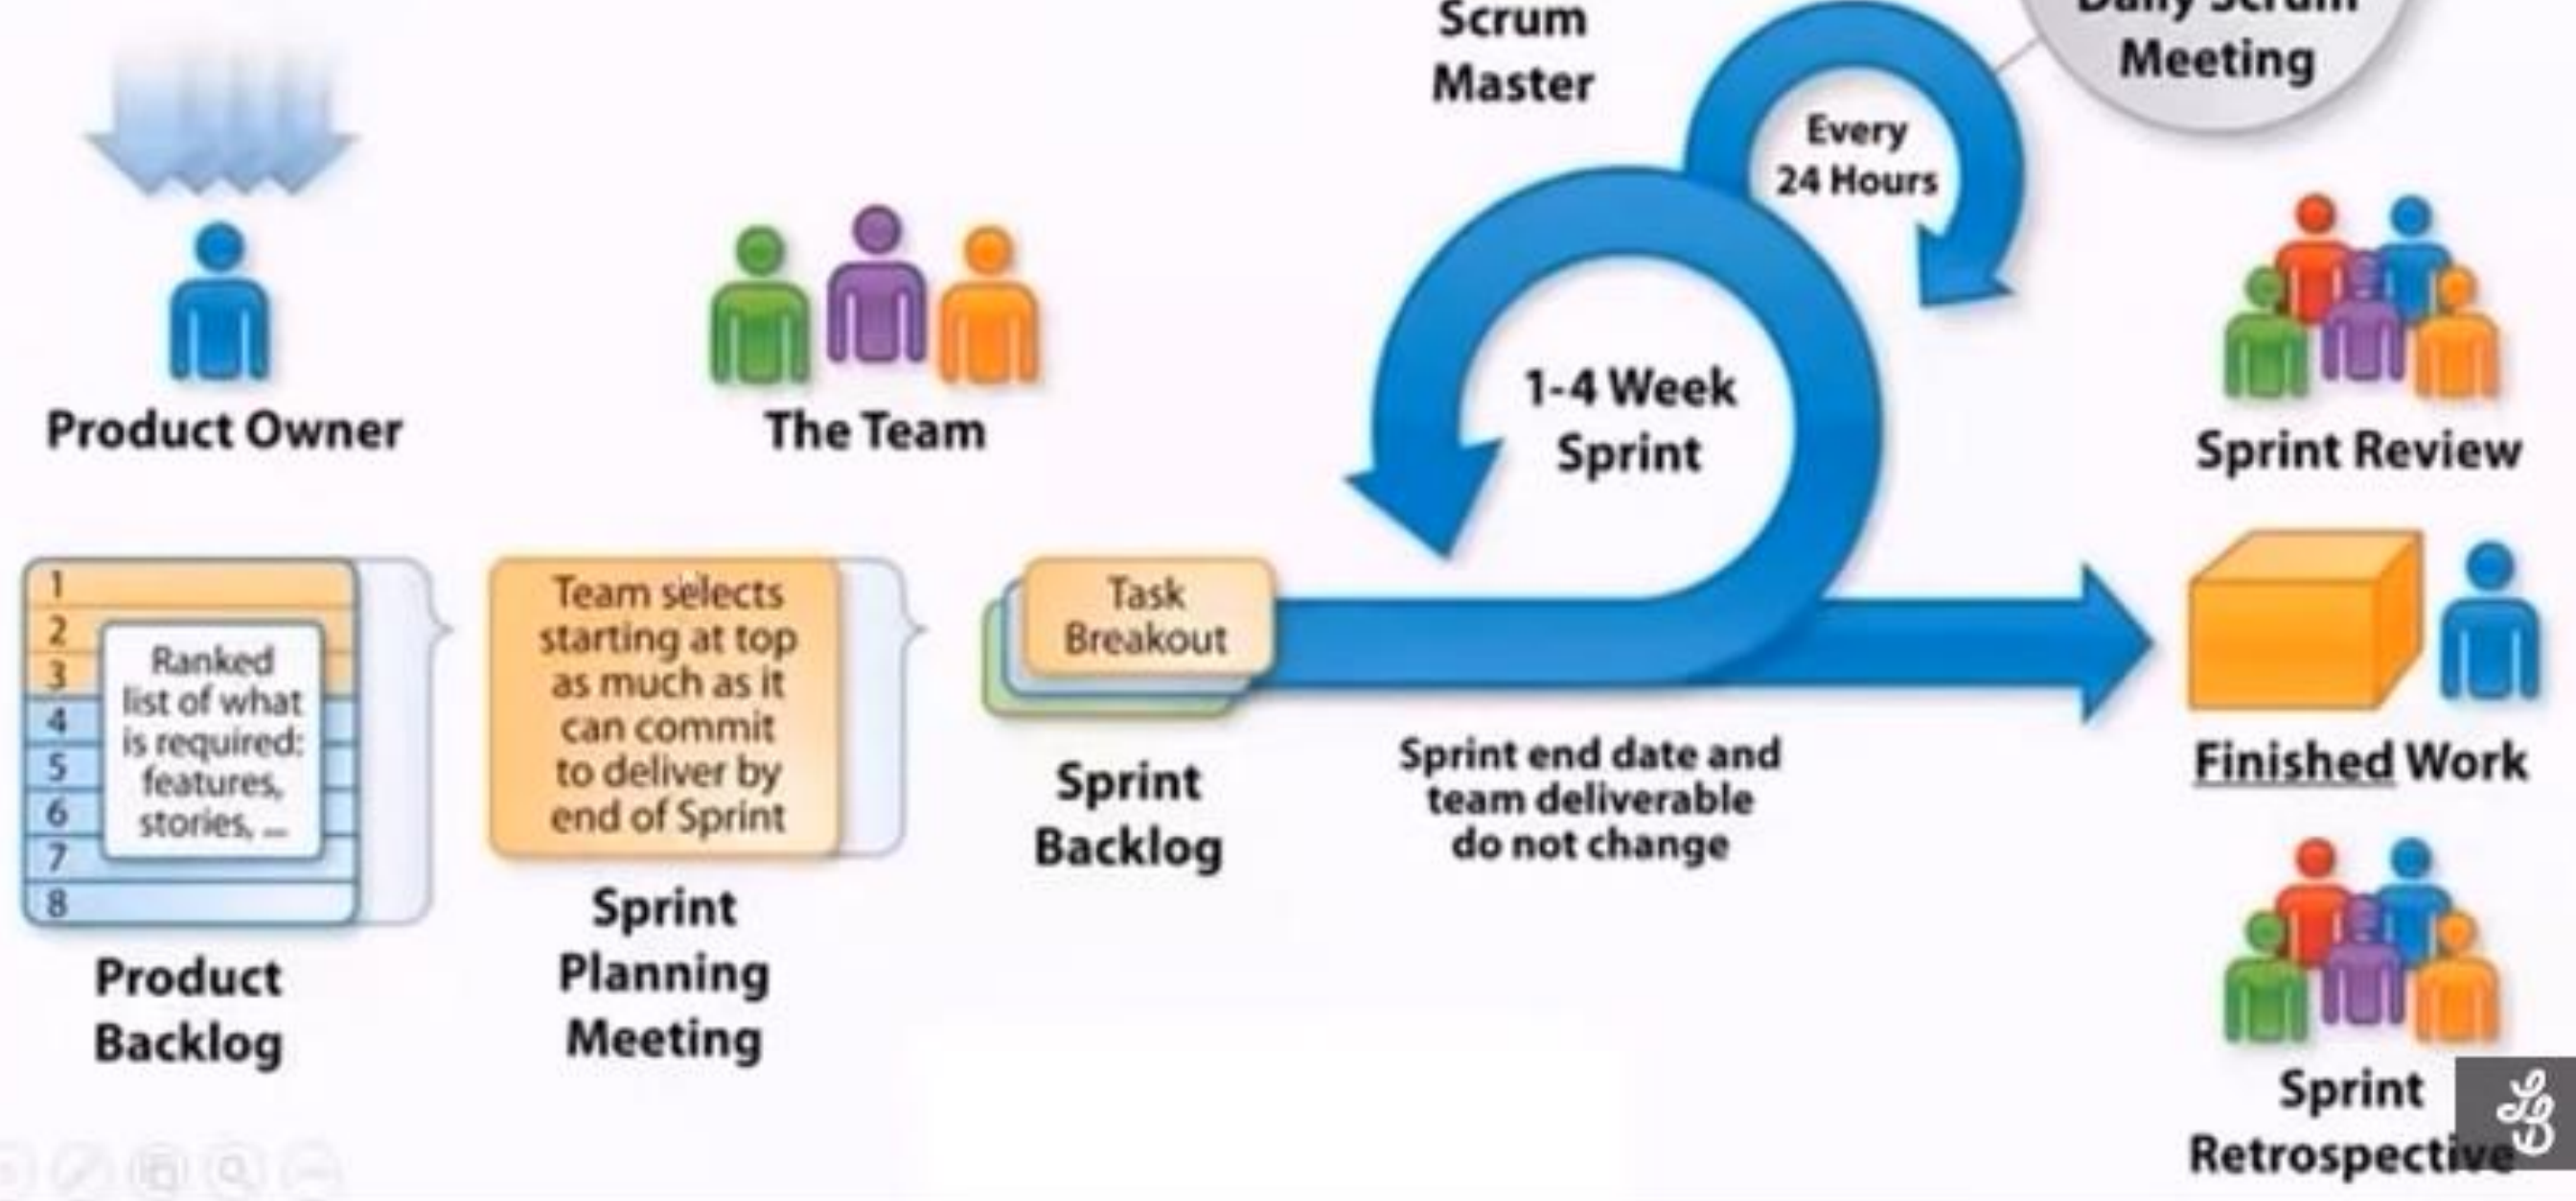 Scrum
Master
Daily Scrum
Meeting
Every
24 Hours
Product Owner
The Team
1-4 Week
Sprint
Sprint Review
1
2
3
4
5
6
7
8
Ranked
list of what
is required:
features,
stories, ...
Product
Backlog
Team selects
starting at top
as much as it
can commit
to deliver by
end of Sprint
Sprint
Planning
Meeting
Task
Breakout
Sprint
Backlog
Sprint end date and
team deliverable
do not change
Finished Work
Sprint
Retrospective